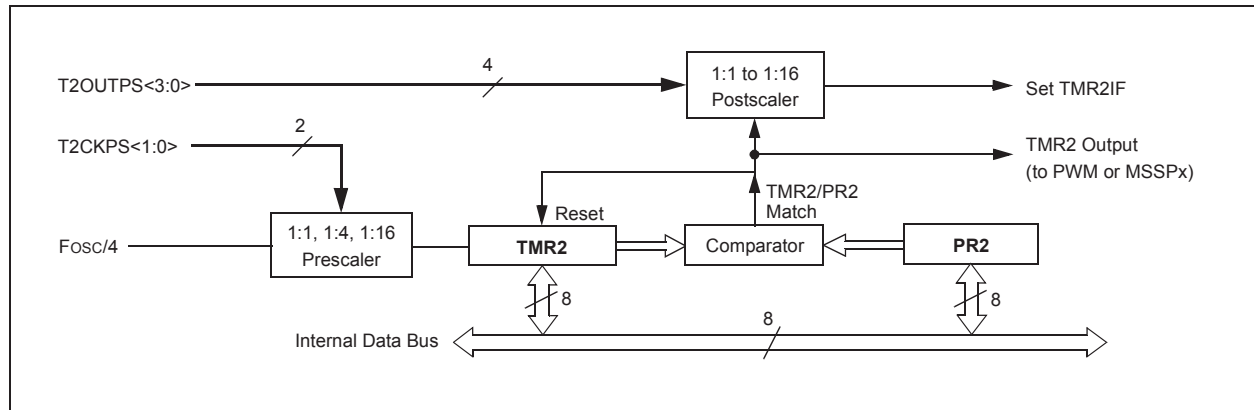 T2OUTPS<3:0>
4
1:1 to 1:16
Postscaler
Set TMR2IF
T2CKPS<1:0>
2
TMR2 Output
(to PWM or MSSPx)
Reset
TMR2/PR2
Match
FOSC/4
1:1, 1:4, 1:16
Prescaler
TMR2
Comparator
PR2
8
8
Internal Data Bus
8